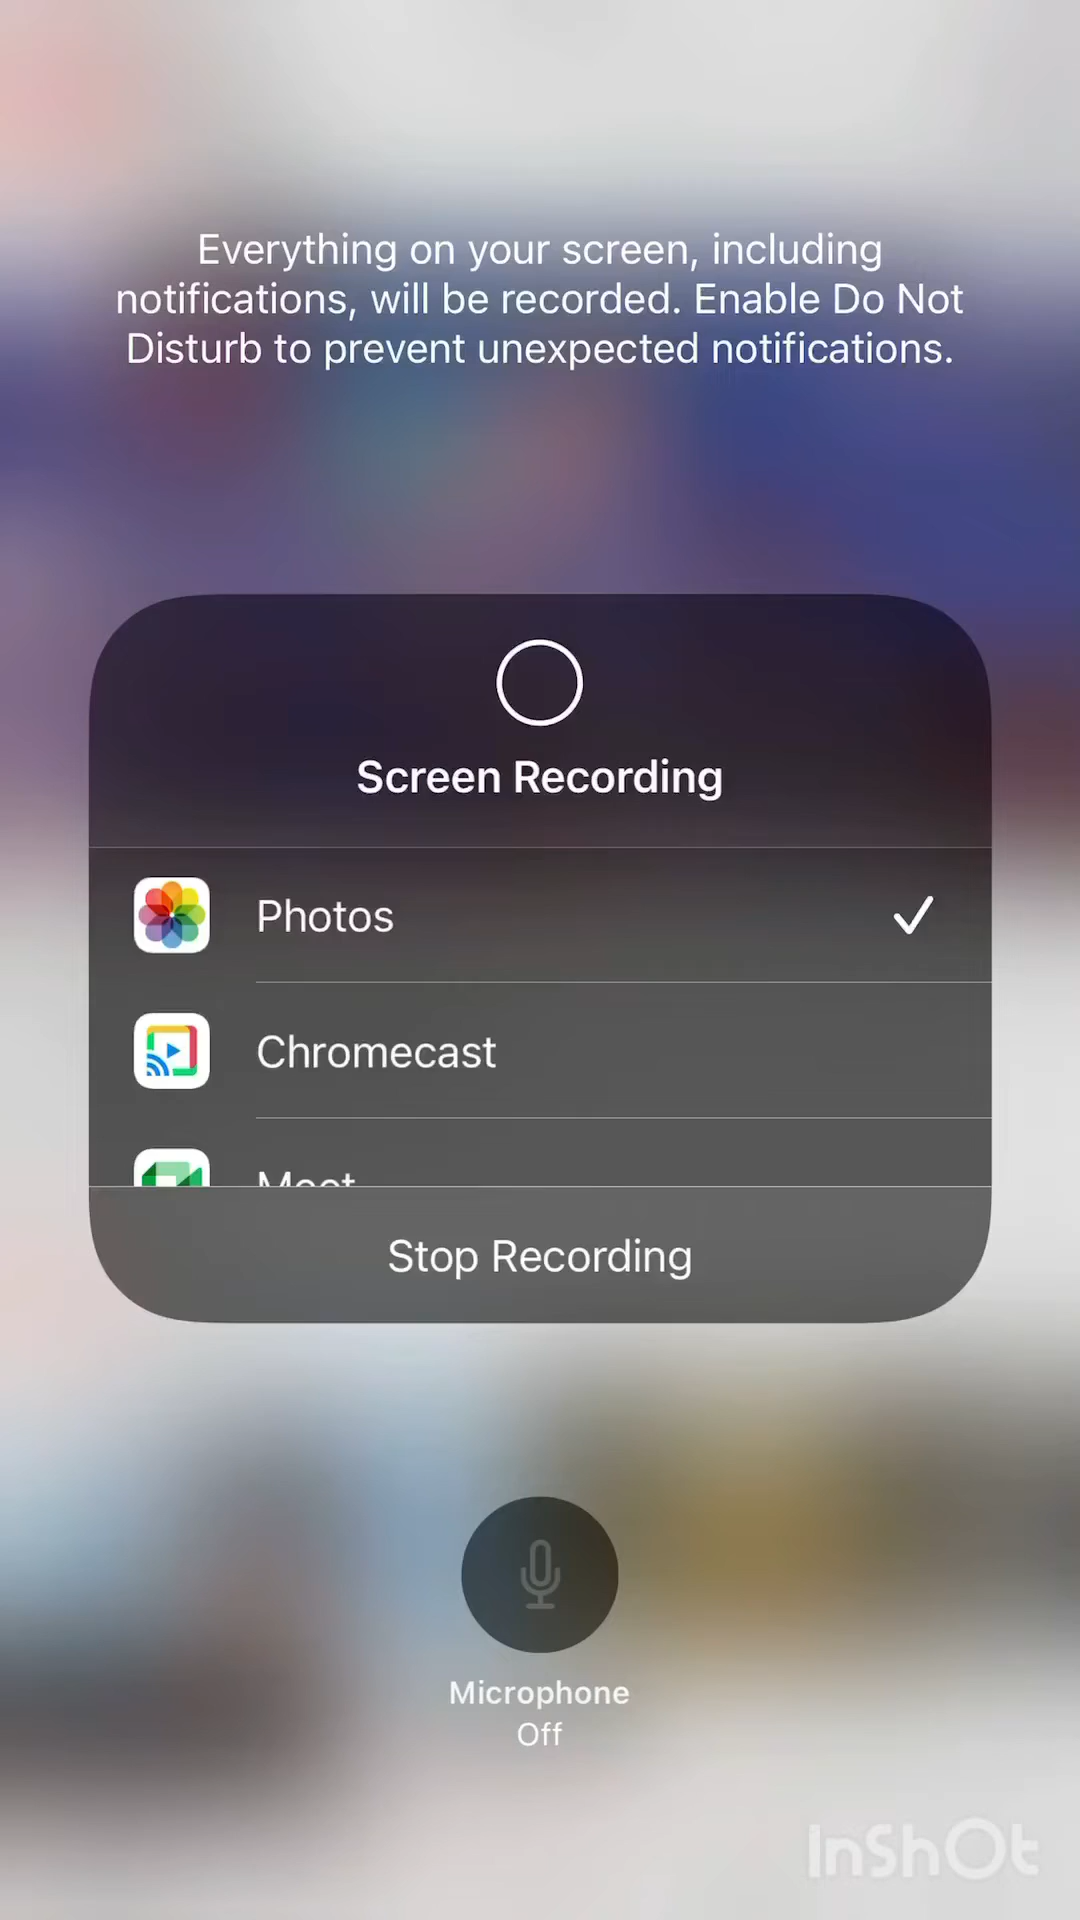 Everything on your screen, including
notifications, will be recorded. Enable Do Not
Disturb to prevent unexpected notifications.
Screen Recording
Photos
Chromecast
Meet
Stop Recording
Microphone
Off
InShOt